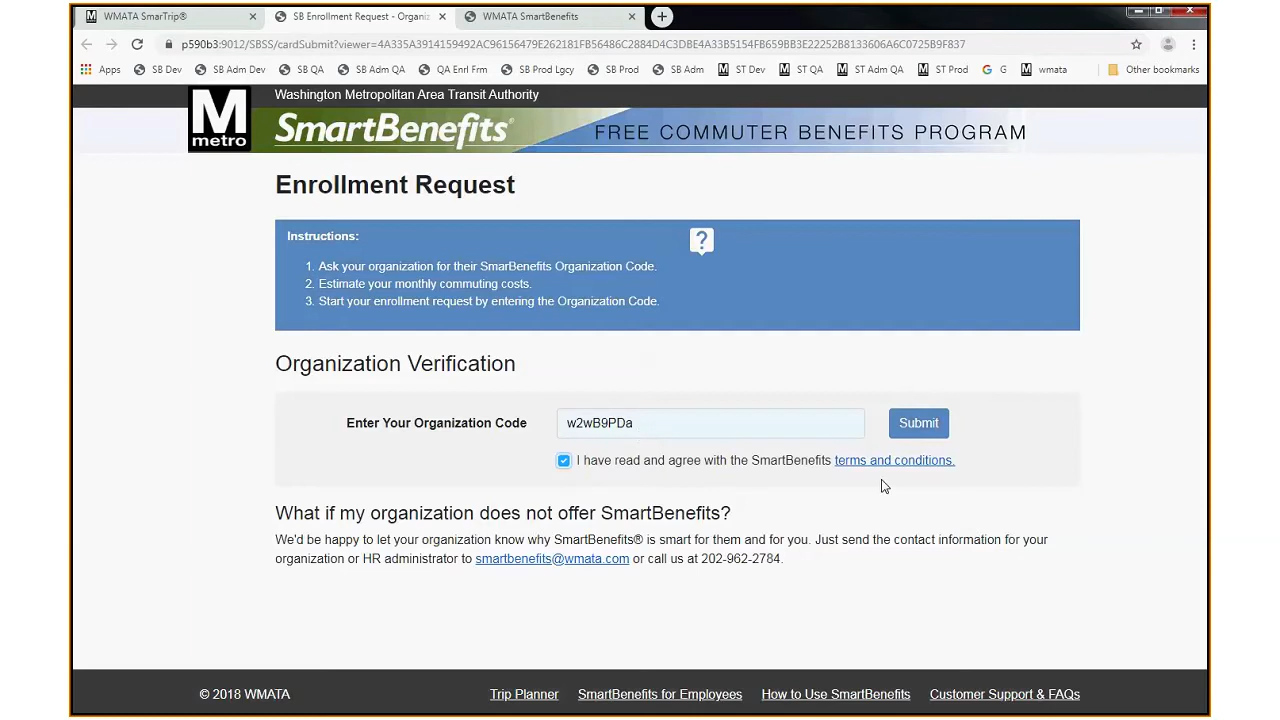 WMATA SmarTrip®
SB Enrollment Request - Organiz
WMATA SmartBenefits
p590b3:9012/SBSS/cardSubmit?viewer=4A335A39141594C5AC96156479E262181FB56486C2884D4C3DBE4A33B5154FB659BB3E22252B8133606A6C0725B9F837
Apps SB Dev SB Adm Dev SB QA SB Adm QA QA Enrl Frm SB Prod Lgcy SB Prod SB Adm ST Dev ST QA ST Adm QA ST Prod G wmata Other bookmarks
Washington Metropolitan Area Transit Authority
M
metro
SmartBenefits® FREE COMMUTER BENEFITS PROGRAM
Enrollment Request
Instructions:
?
1. Ask your organization for their SmarBenefits Organization Code.
2. Estimate your monthly commuting costs.
3. Start your enrollment request by entering the Organization Code.
Organization Verification
Enter Your Organization Code w2wB9PDa Submit
I have read and agree with the SmartBenefits terms and conditions.
What if my organization does not offer SmartBenefits?
We'd be happy to let your organization know why SmartBenefits® is smart for them and for you. Just send the contact information for your
organization or HR administrator to smartbenefits@wmata.com or call us at 202-962-2784.
© 2018 WMATA Trip Planner SmartBenefits for Employees How to Use SmartBenefits Customer Support & FAQs